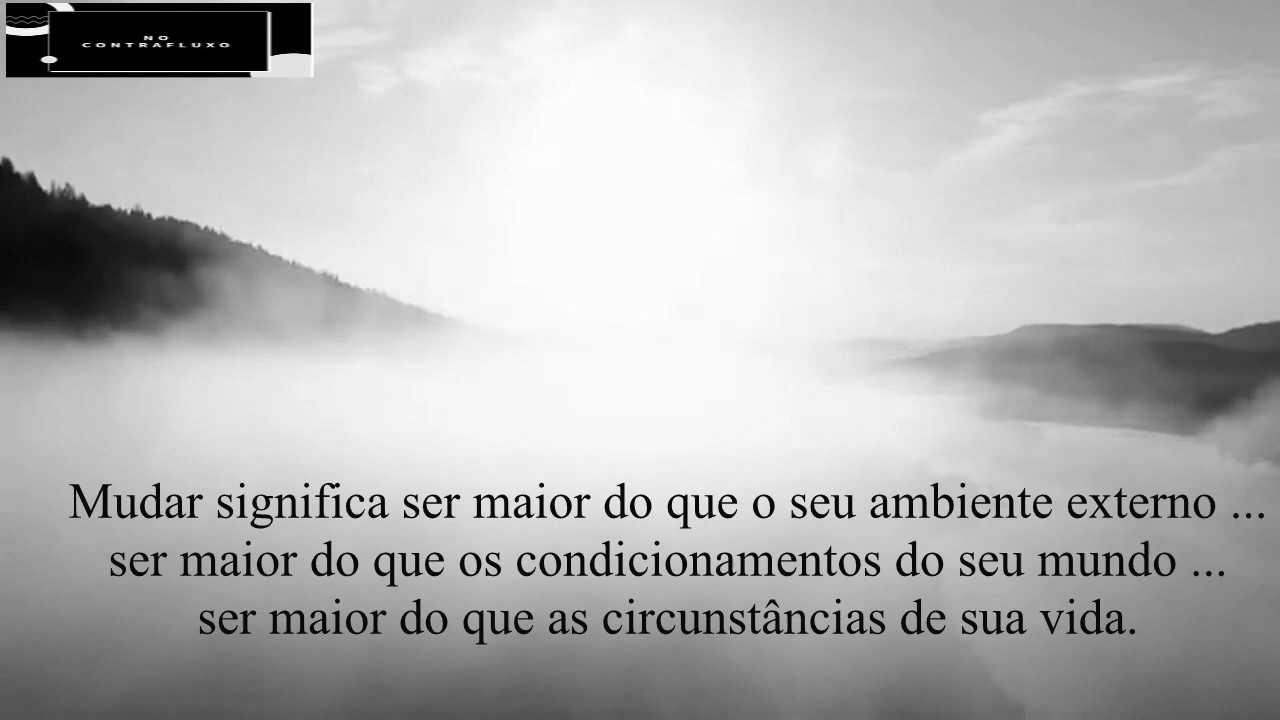 NO
CONTRAFLUXO
Mudar significa ser maior do que o seu ambiente externo ...
ser maior do que os condicionamentos do seu mundo ...
ser maior do que as circunstâncias de sua vida.